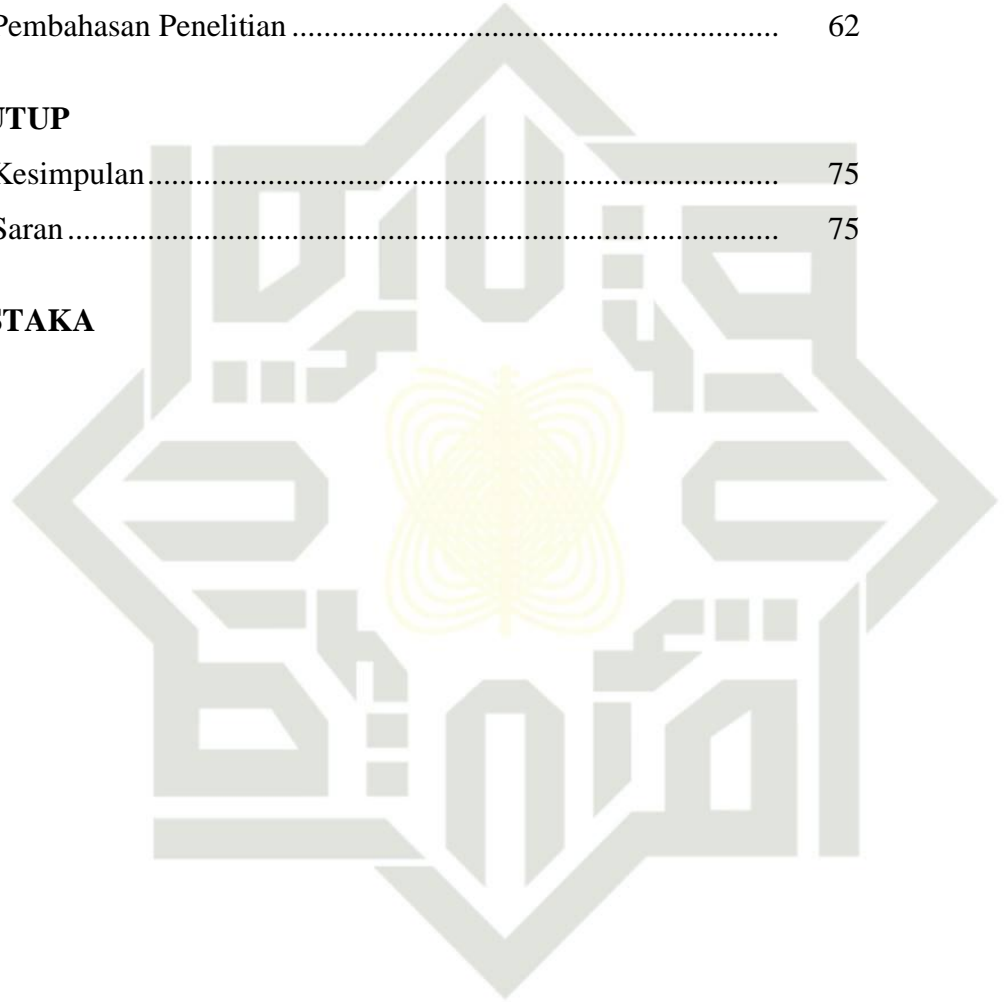 Pembahasan Penelitian ............................................................ 62
UTUP
Kesimpulan............................................................................... 75
Saran ......................................................................................... 75
STAKA